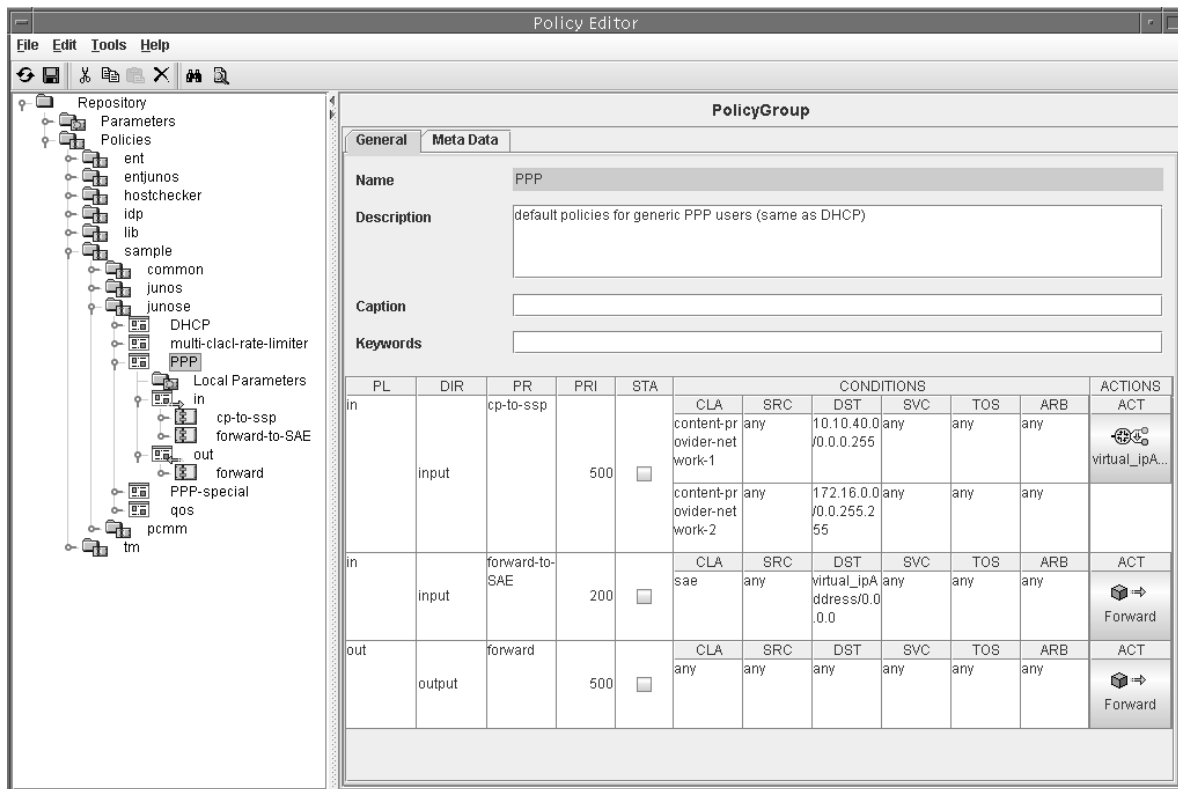 Policy Editor
File Edit Tools Help
Repository
Parameters
Policies
ent
entjunos
hostchecker
idp
lib
sample
common
junos
junose
DHCP
multi-clacl-rate-limiter
PPP
Local Parameters
in
cp-to-ssp
forward-to-SAE
out
forward
PPP-special
qos
pcmm
tm
PolicyGroup
General Meta Data
Name PPP
Description default policies for generic PPP users (same as DHCP)
Caption
Keywords
PL DIR PR PRI STA CONDITIONS ACTIONS
in cp-to-ssp CLA SRC DST SVC TOS ARB ACT
content-pr any 10.10.40.0 any any any
ovider-net /0.0.0.255
work-1 virtual_ipA...
input 500
content-pr any 172.16.0.0 any any any
ovider-net /0.0.255.2
work-2 55
in forward-to- CLA SRC DST SVC TOS ARB ACT
SAE sae any virtual_ipA any any any
input 200 ddress/0.0
.0.0 Forward
out forward CLA SRC DST SVC TOS ARB ACT
any any any any any any
output 500
Forward